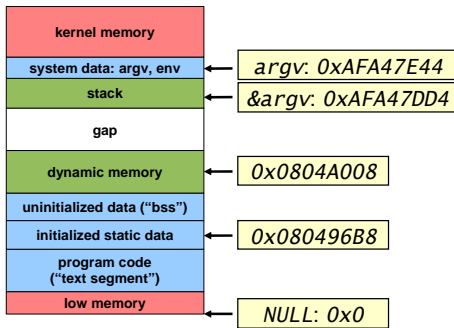 kernel memory
system data: argv, env
argv: 0xAFA47E44
stack
&argv: 0xAFA47DD4
gap
dynamic memory
0x0804A008
uninitialized data (“bss”)
initialized static data
0x080496B8
program code
(“text segment”)
low memory
NULL: 0x0